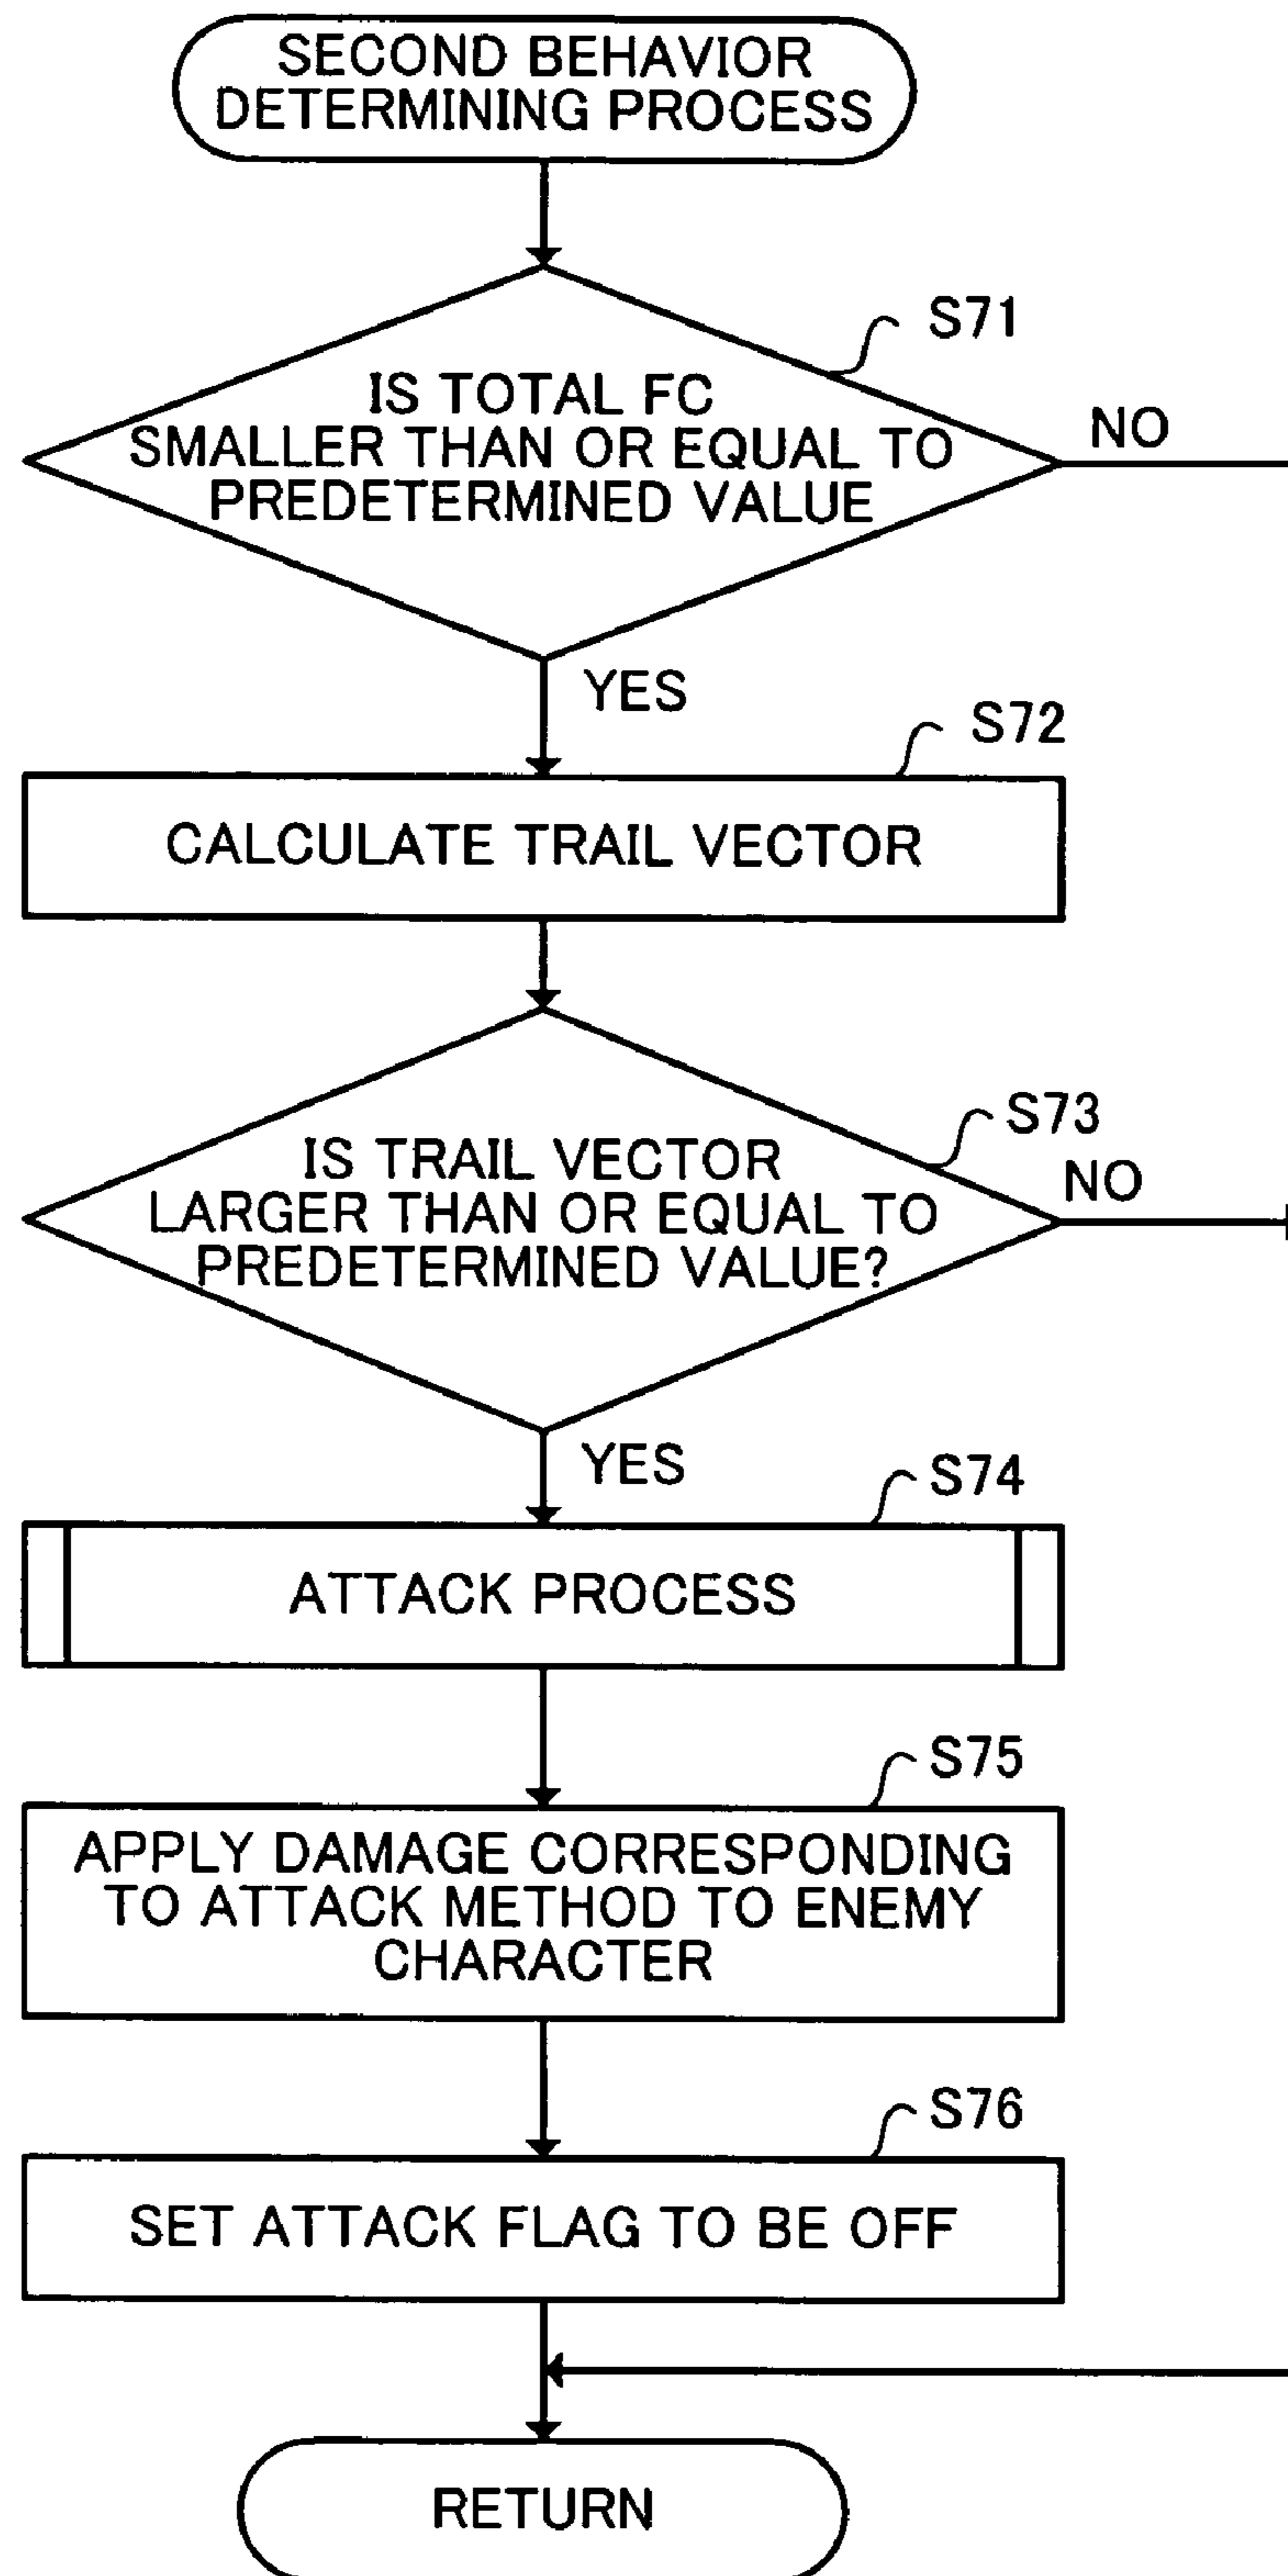 SECOND BEHAVIOR
DETERMINING PROCESS
S71
IS TOTAL FC
SMALLER THAN OR EQUAL TO
PREDETERMINED VALUE
NO
YES
S72
CALCULATE TRAIL VECTOR
S73
IS TRAIL VECTOR
LARGER THAN OR EQUAL TO
PREDETERMINED VALUE?
NO
YES
S74
ATTACK PROCESS
S75
APPLY DAMAGE CORRESPONDING
TO ATTACK METHOD TO ENEMY
CHARACTER
S76
SET ATTACK FLAG TO BE OFF
RETURN